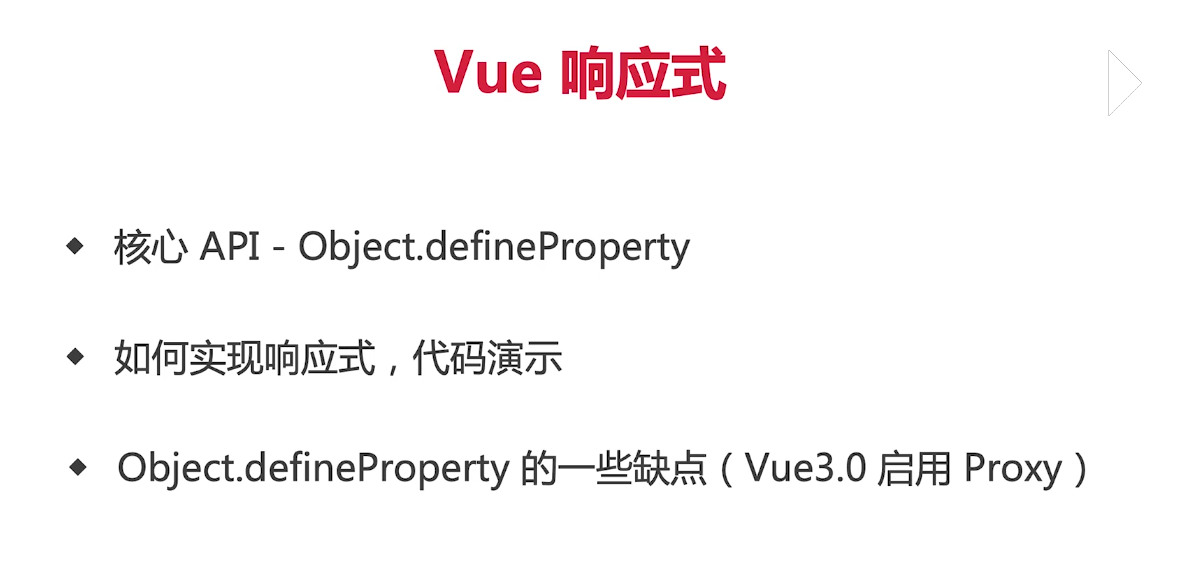 Vue 响应式
◆ 核心 API - Object.defineProperty
◆ 如何实现响应式，代码演示
◆ Object.defineProperty 的一些缺点（Vue3.0 启用 Proxy）